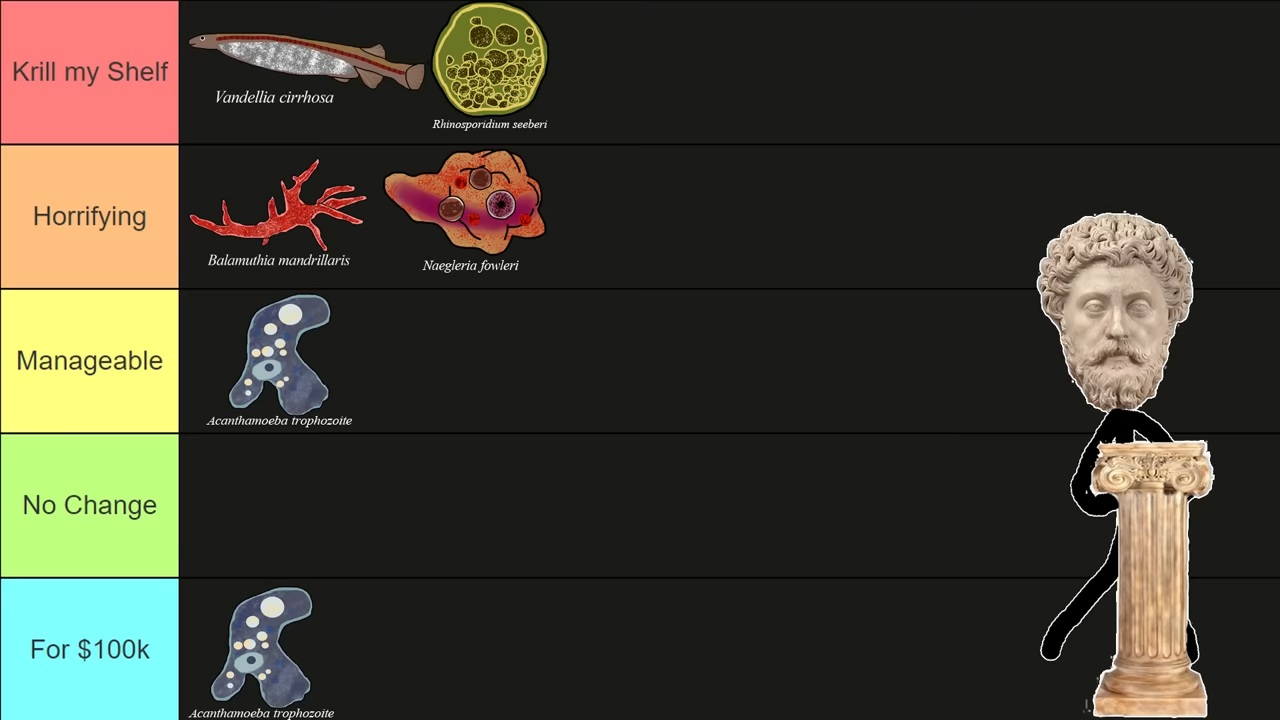 Krill my Shelf
Vandellia cirrhosa
Rhinosporidium seeberi
Horrifying
Balamuthia mandrillaris
Naegleria fowleri
Manageable
Acanthamoeba trophozoite
No Change
For $100k
Acanthamoeba trophozoite